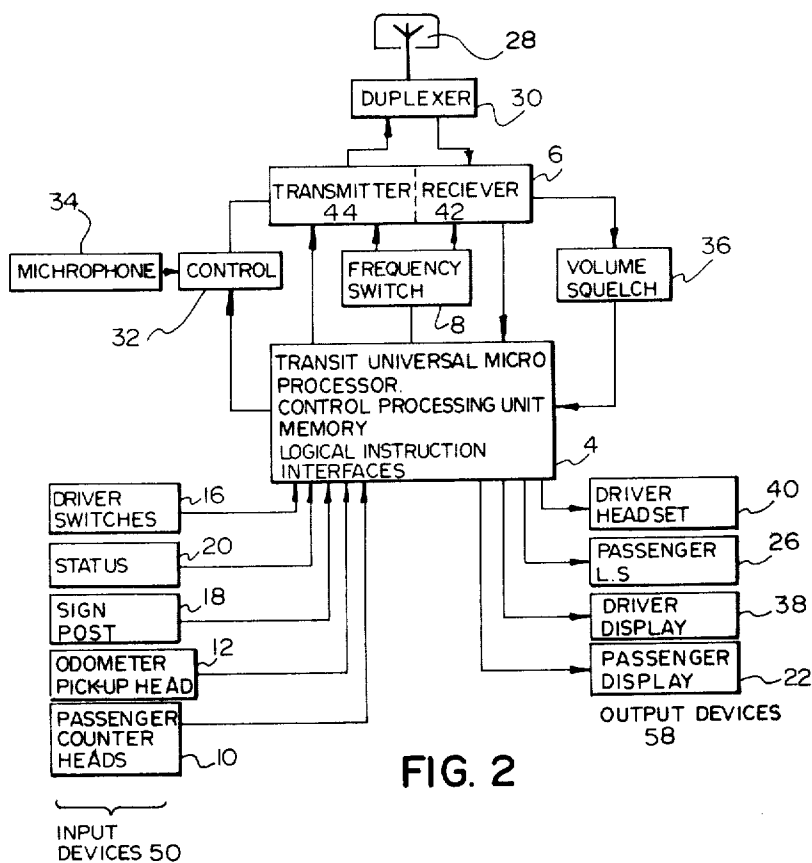 28
DUPLEXER
30
6
TRANSMITTER RECIEVER
44 42
34
MICHROPHONE
CONTROL
32
FREQUENCY
SWITCH
8
VOLUME
SQUELCH
36
TRANSIT UNIVERSAL MICRO
PROCESSOR.
CONTROL PROCESSING UNIT
MEMORY
LOGICAL INSTRUCTION
INTERFACES
4
DRIVER
SWITCHES
16
STATUS
20
SIGN
POST
18
ODOMETER
PICK-UP HEAD
12
PASSENGER
COUNTER
HEADS
10
INPUT
DEVICES 50
DRIVER
HEADSET
40
PASSENGER
L.S
26
DRIVER
DISPLAY
38
PASSENGER
DISPLAY
22
OUTPUT DEVICES
58
FIG. 2